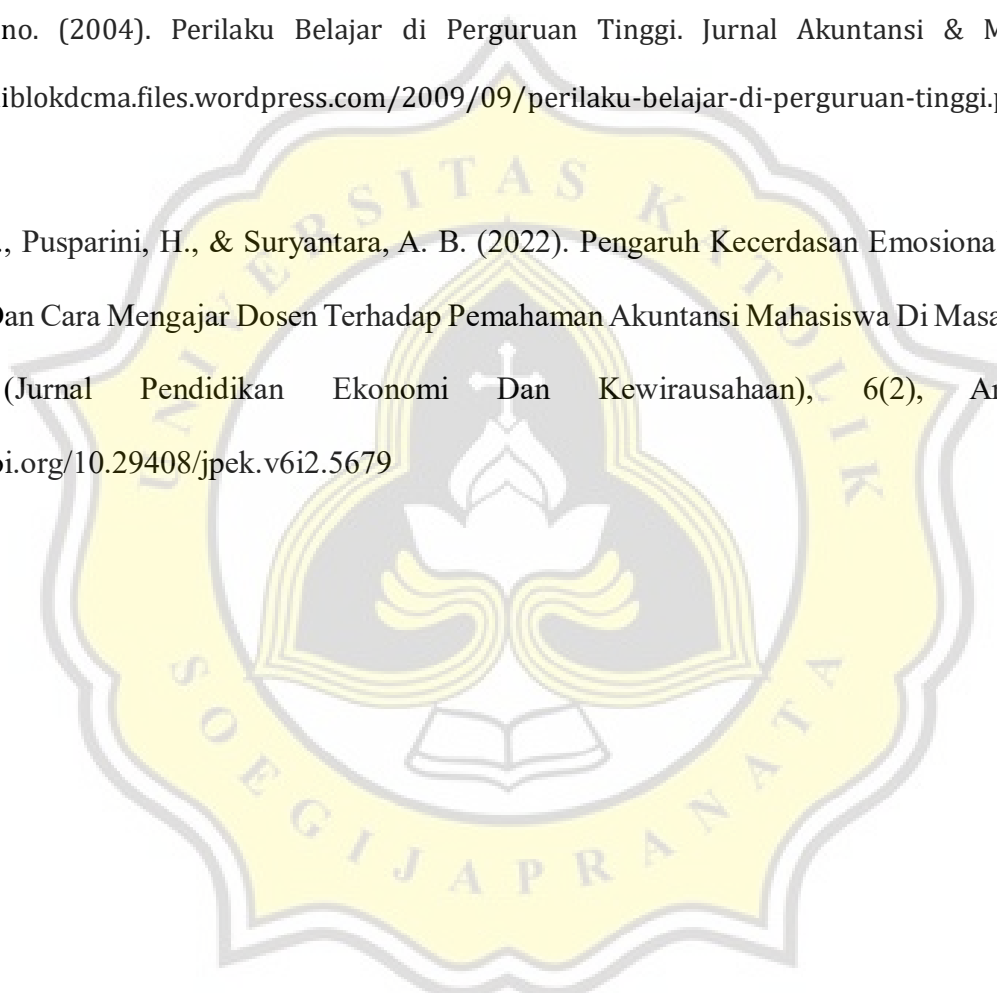 no. (2004). Perilaku Belajar di Perguruan Tinggi. Jurnal Akuntansi & M
iblokdcma.files.wordpress.com/2009/09/perilaku-belajar-di-perguruan-tinggi.p
., Pusparini, H., & Suryantara, A. B. (2022). Pengaruh Kecerdasan Emosiona
Dan Cara Mengajar Dosen Terhadap Pemahaman Akuntansi Mahasiswa Di Masa
(Jurnal Pendidikan Ekonomi Dan Kewirausahaan), 6(2), Ar
oi.org/10.29408/jpek.v6i2.5679
UNIVERSITAS KATOLIK
SOEGIJAPRANATA